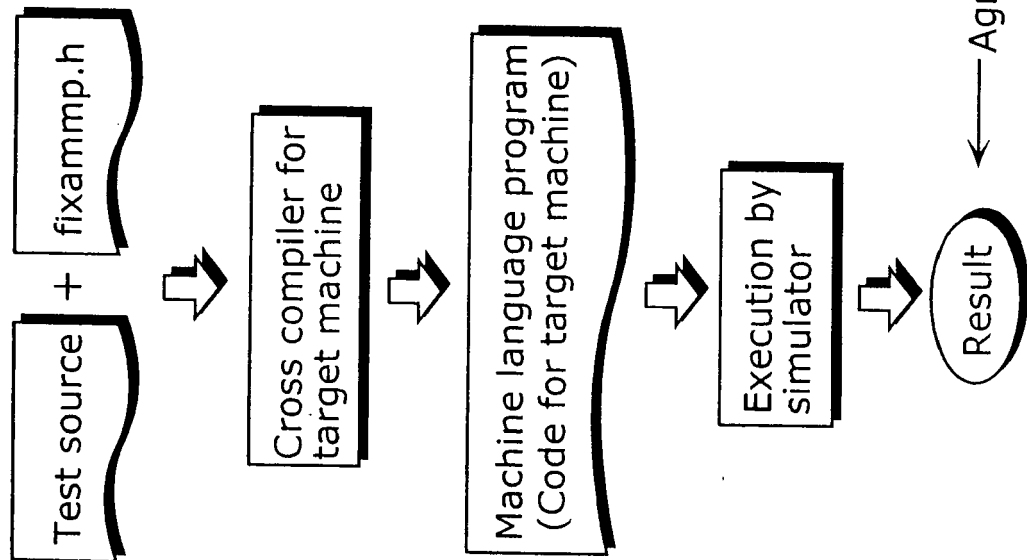 Test source + fixammp.h
Cross compiler for
target machine
Machine language program
(Code for target machine)
Execution by
simulator
Result